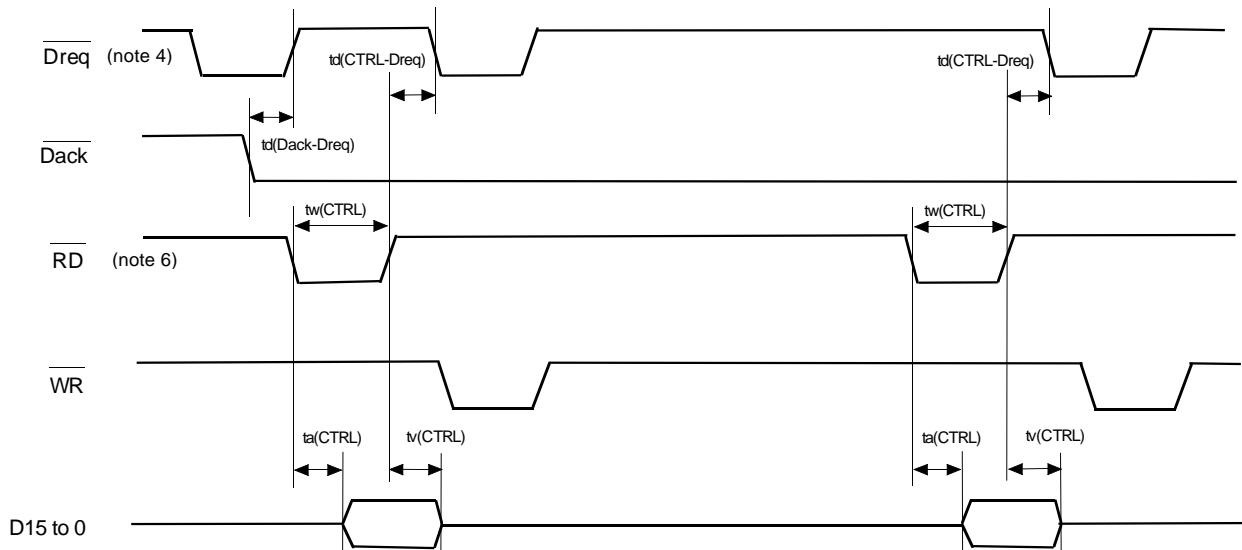 Dreq (note 4)
td(CTRL-Dreq) td(CTRL-Dreq)
td(Dack-Dreq)
Dack
tw(CTRL) tw(CTRL)
RD (note 6)
WR
ta(CTRL) tv(CTRL) ta(CTRL) tv(CTRL)
D15 to 0